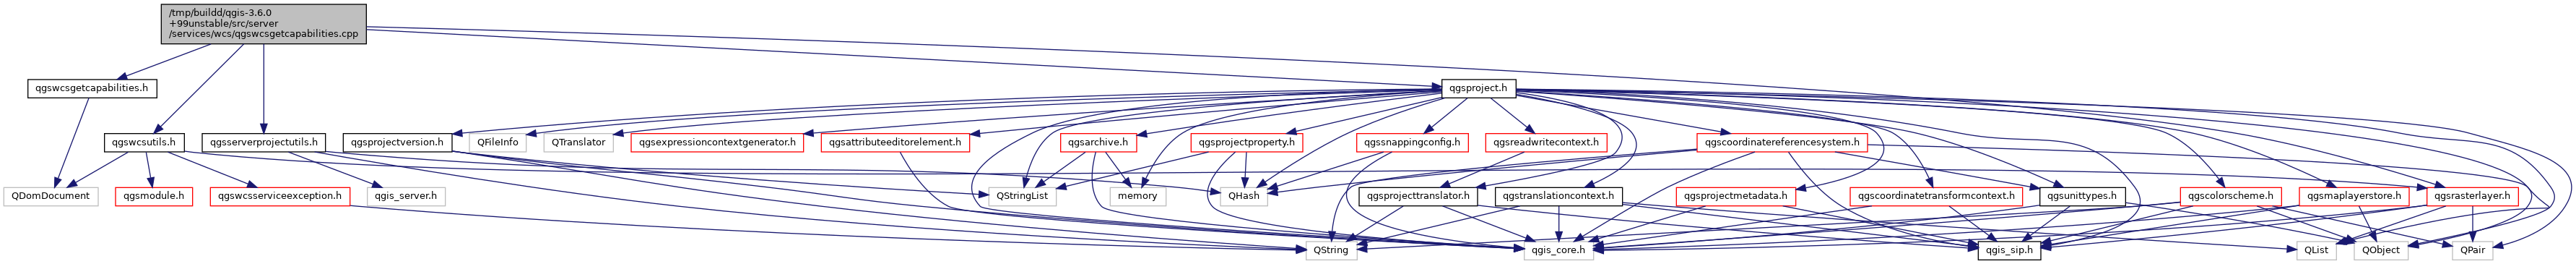 /tmp/buildd/qgis-3.6.0
+99unstable/src/server
/services/wcs/qgswcsgetcapabilities.cpp
qgswcsgetcapabilities.h
qgsproject.h
qgswcsutils.h
qgsserverprojectutils.h
qgsprojectversion.h
QFileInfo
QTranslator
qgsexpressioncontextgenerator.h
qgsattributeeditorelement.h
qgsarchive.h
qgsprojectproperty.h
qgssnappingconfig.h
qgsreadwritecontext.h
qgscoordinatereferencesystem.h
QDomDocument
qgsmodule.h
qgswcsserviceexception.h
qgis_server.h
QStringList
memory
QHash
qgsprojecttranslator.h
qgstranslationcontext.h
qgsprojectmetadata.h
qgscoordinatetransformcontext.h
qgsunittypes.h
qgscolorscheme.h
qgsmaplayerstore.h
qgsrasterlayer.h
QString
qgis_core.h
qgis_sip.h
QList
QObject
QPair